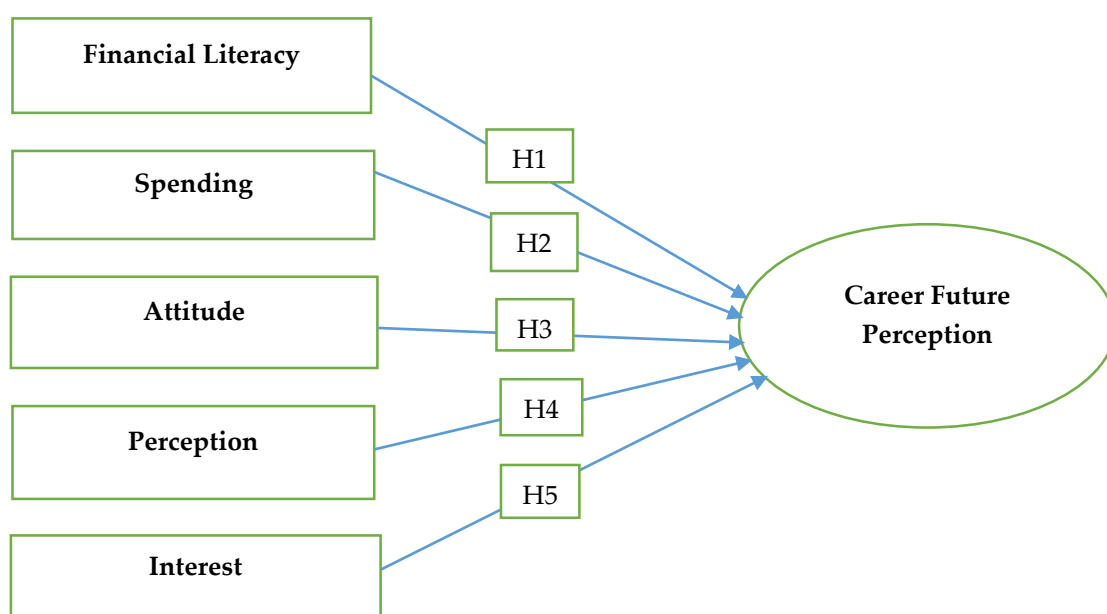 Financial Literacy
H1
Spending
H2
Attitude
H3
Career Future
Perception
Perception
H4
H5
Interest